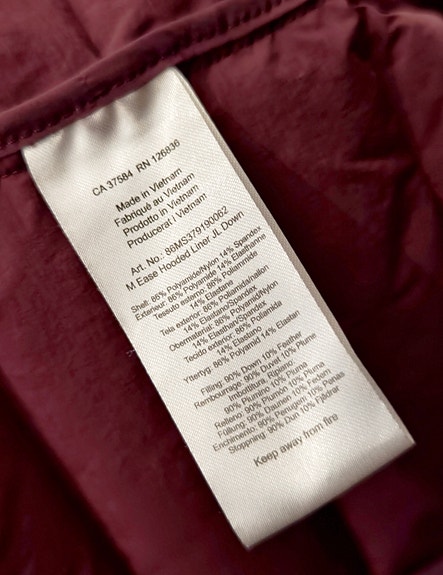 CA 37584 RN 126836
Made in Vietnam
Fabriqué au Vietnam
Prodotto in Vietnam
Producerat i Vietnam
Art. No.: 86MS379190062
M Ease Hooded Liner JL Down
Shell: 86% Polyamide/Nylon 14% Spandex
Exterieur: 86% Polyamide 14% Elasthanne
Tessuto esterno: 86% Poliammide
14% Elastane
Tela exterior: 86% Poliamida/nailon
14% Elastano/Spandex
Obermaterial: 86% Polyamid/Nylon
14% Elasthan/Spandex
Tecido exterior: 86% Poliamide
14% Elastano
Yttertyg: 86% Polyamid 14% Elastan
Filling: 90% Down 10% Feather
Rembourrage: 90% Duvet 10% Plume
Imbottitura, Ripieno:
90% Plumino 10% Piuma
Relleno: 90% Plumón 10% Pluma
Füllung: 90% Daunen 10% Federn
Enchimento: 90% Penugem 10% Penas
Stoppning: 90% Dun 10% Fjädrar
Keep away from fire